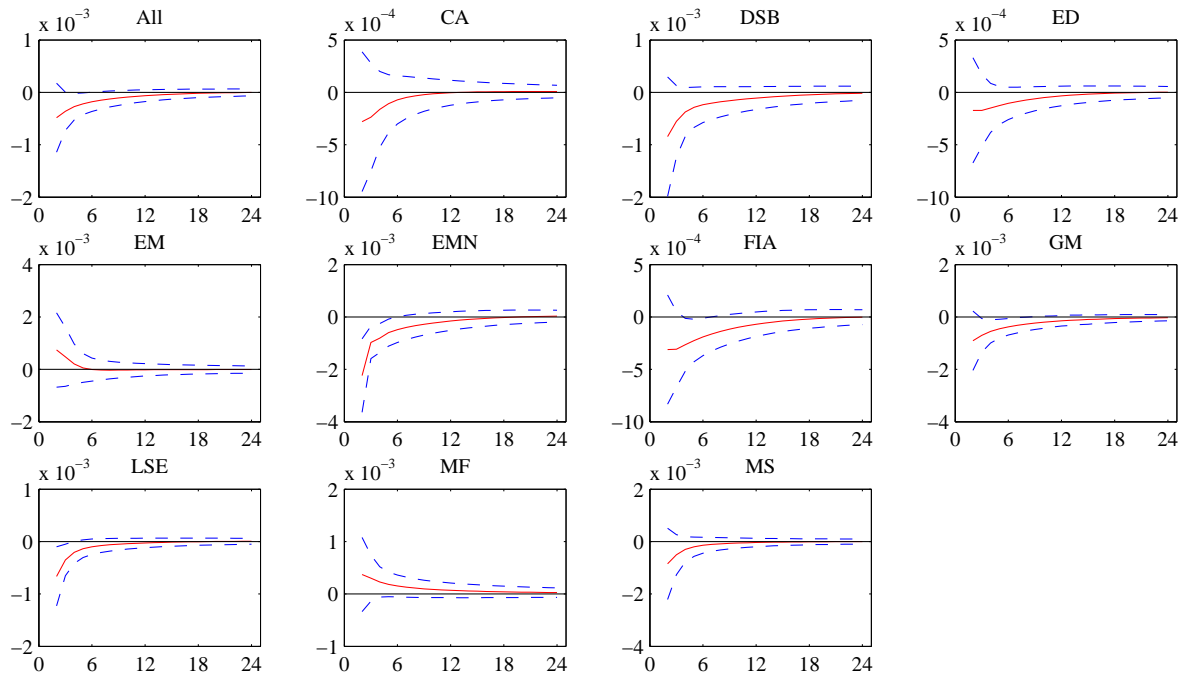 x 10−3 All
1
0
−1
−2
0 6 12 18 24
x 10−4 CA
5
0
−5
−10
0 6 12 18 24
x 10−3 DSB
1
0
−1
−2
0 6 12 18 24
x 10−4 ED
5
0
−5
−10
0 6 12 18 24
x 10−3 EM
4
2
0
−2
0 6 12 18 24
x 10−3 EMN
2
0
−2
−4
0 6 12 18 24
x 10−4 FIA
5
0
−5
−10
0 6 12 18 24
x 10−3 GM
2
0
−2
−4
0 6 12 18 24
x 10−3 LSE
1
0
−1
−2
0 6 12 18 24
x 10−3 MF
2
1
0
−1
0 6 12 18 24
x 10−3 MS
2
0
−2
−4
0 6 12 18 24